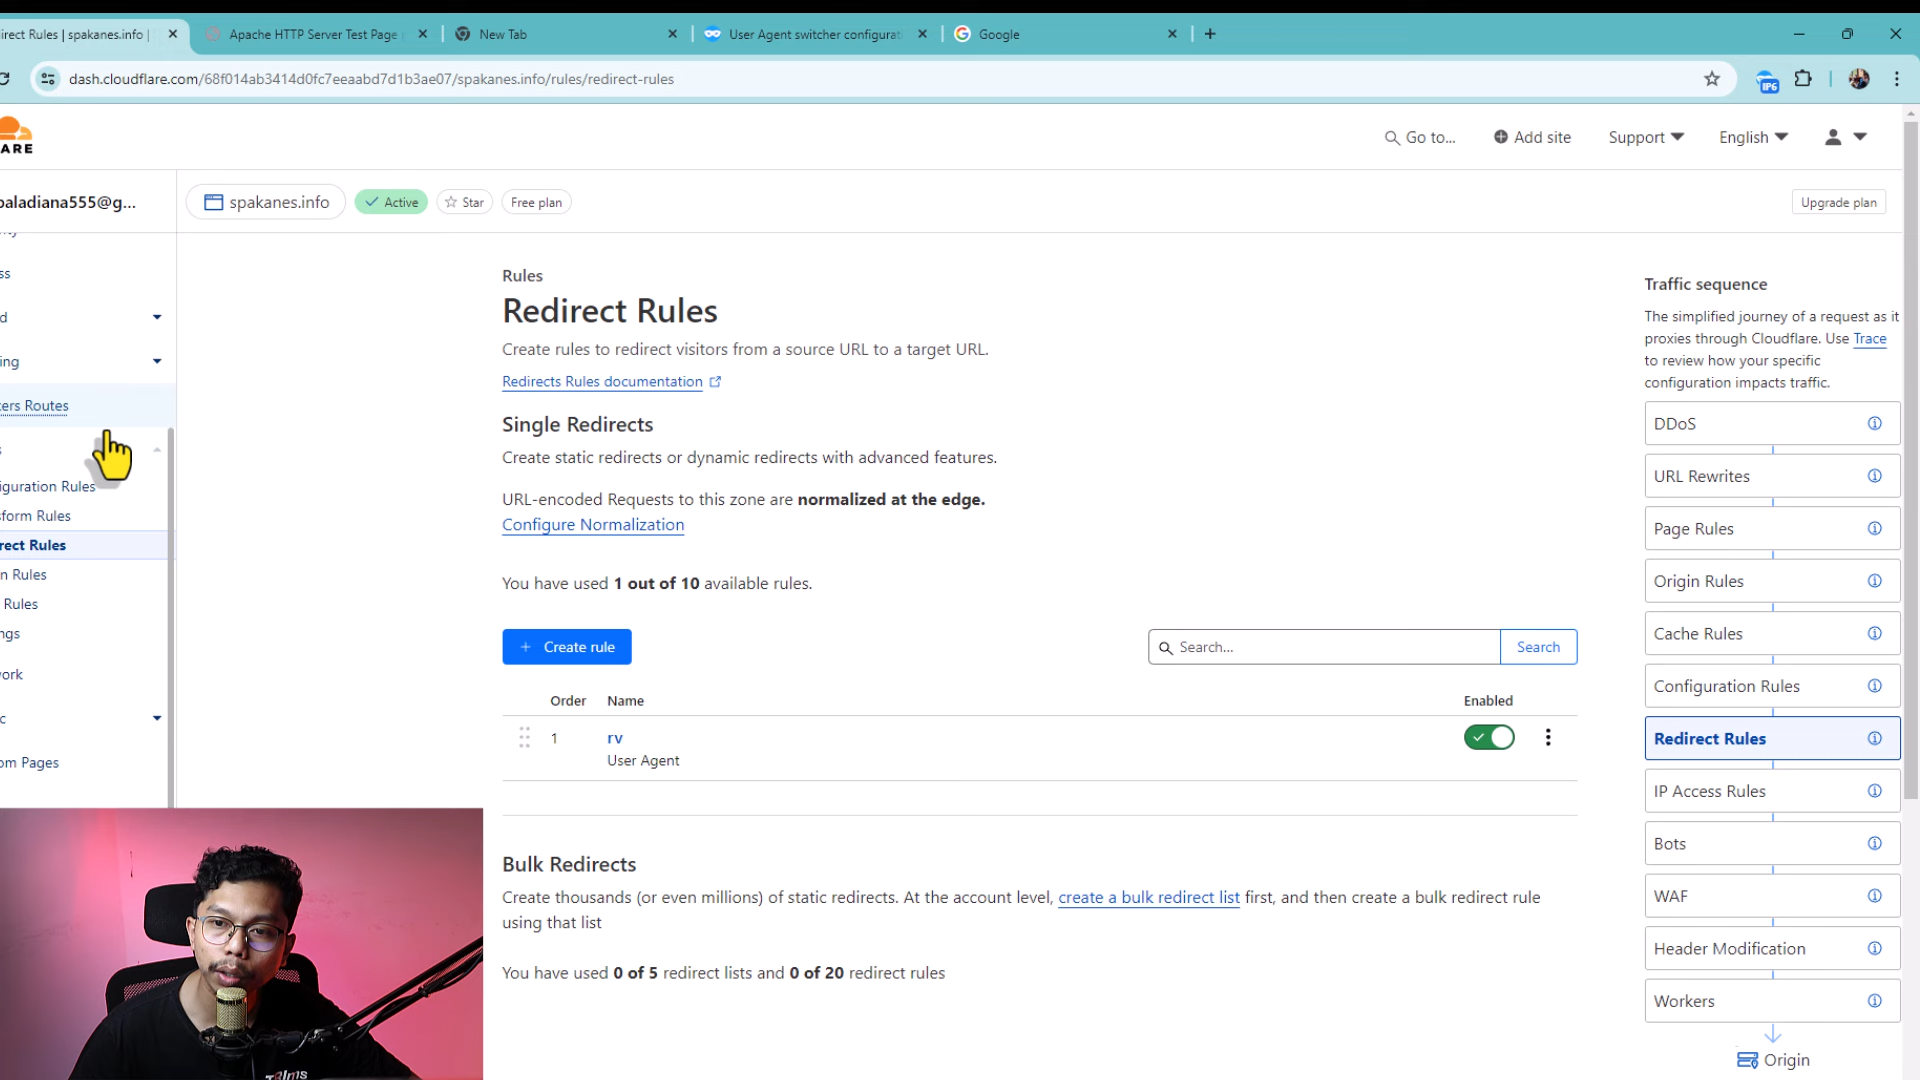 irect Rules | spakanes.info |
Apache HTTP Server Test Page
New Tab
User Agent switcher configurat
Google
dash.cloudflare.com/68f014ab3414d0fc7eeaabd7d1b3ae07/spakanes.info/rules/redirect-rules
IP6
ARE
Go to...
Add site
Support
English
paladiana555@g...
spakanes.info
Active
Star
Free plan
Upgrade plan
ss
d
ing
ers Routes
s
iguration Rules
sform Rules
rect Rules
n Rules
Rules
ngs
ork
c
om Pages
Rules
Redirect Rules
Create rules to redirect visitors from a source URL to a target URL.
Redirects Rules documentation
Single Redirects
Create static redirects or dynamic redirects with advanced features.
URL-encoded Requests to this zone are normalized at the edge.
Configure Normalization
You have used 1 out of 10 available rules.
+ Create rule
Search...
Search
Order Name Enabled
1 rv
User Agent
Bulk Redirects
Create thousands (or even millions) of static redirects. At the account level, create a bulk redirect list first, and then create a bulk redirect rule
using that list
You have used 0 of 5 redirect lists and 0 of 20 redirect rules
Traffic sequence
The simplified journey of a request as it
proxies through Cloudflare. Use Trace
to review how your specific
configuration impacts traffic.
DDoS
URL Rewrites
Page Rules
Origin Rules
Cache Rules
Configuration Rules
Redirect Rules
IP Access Rules
Bots
WAF
Header Modification
Workers
Origin